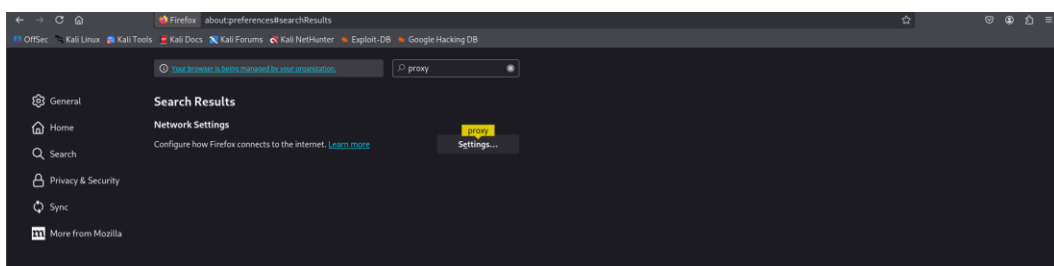 Firefox about:preferences#searchResults
OffSec Kali Linux Kali Tools Kali Docs Kali Forums Kali NetHunter Exploit-DB Google Hacking DB
Your browser is being managed by your organization.
proxy
General
Home
Search
Privacy & Security
Sync
More from Mozilla
Search Results
Network Settings
Configure how Firefox connects to the internet. Learn more
proxy
Settings...